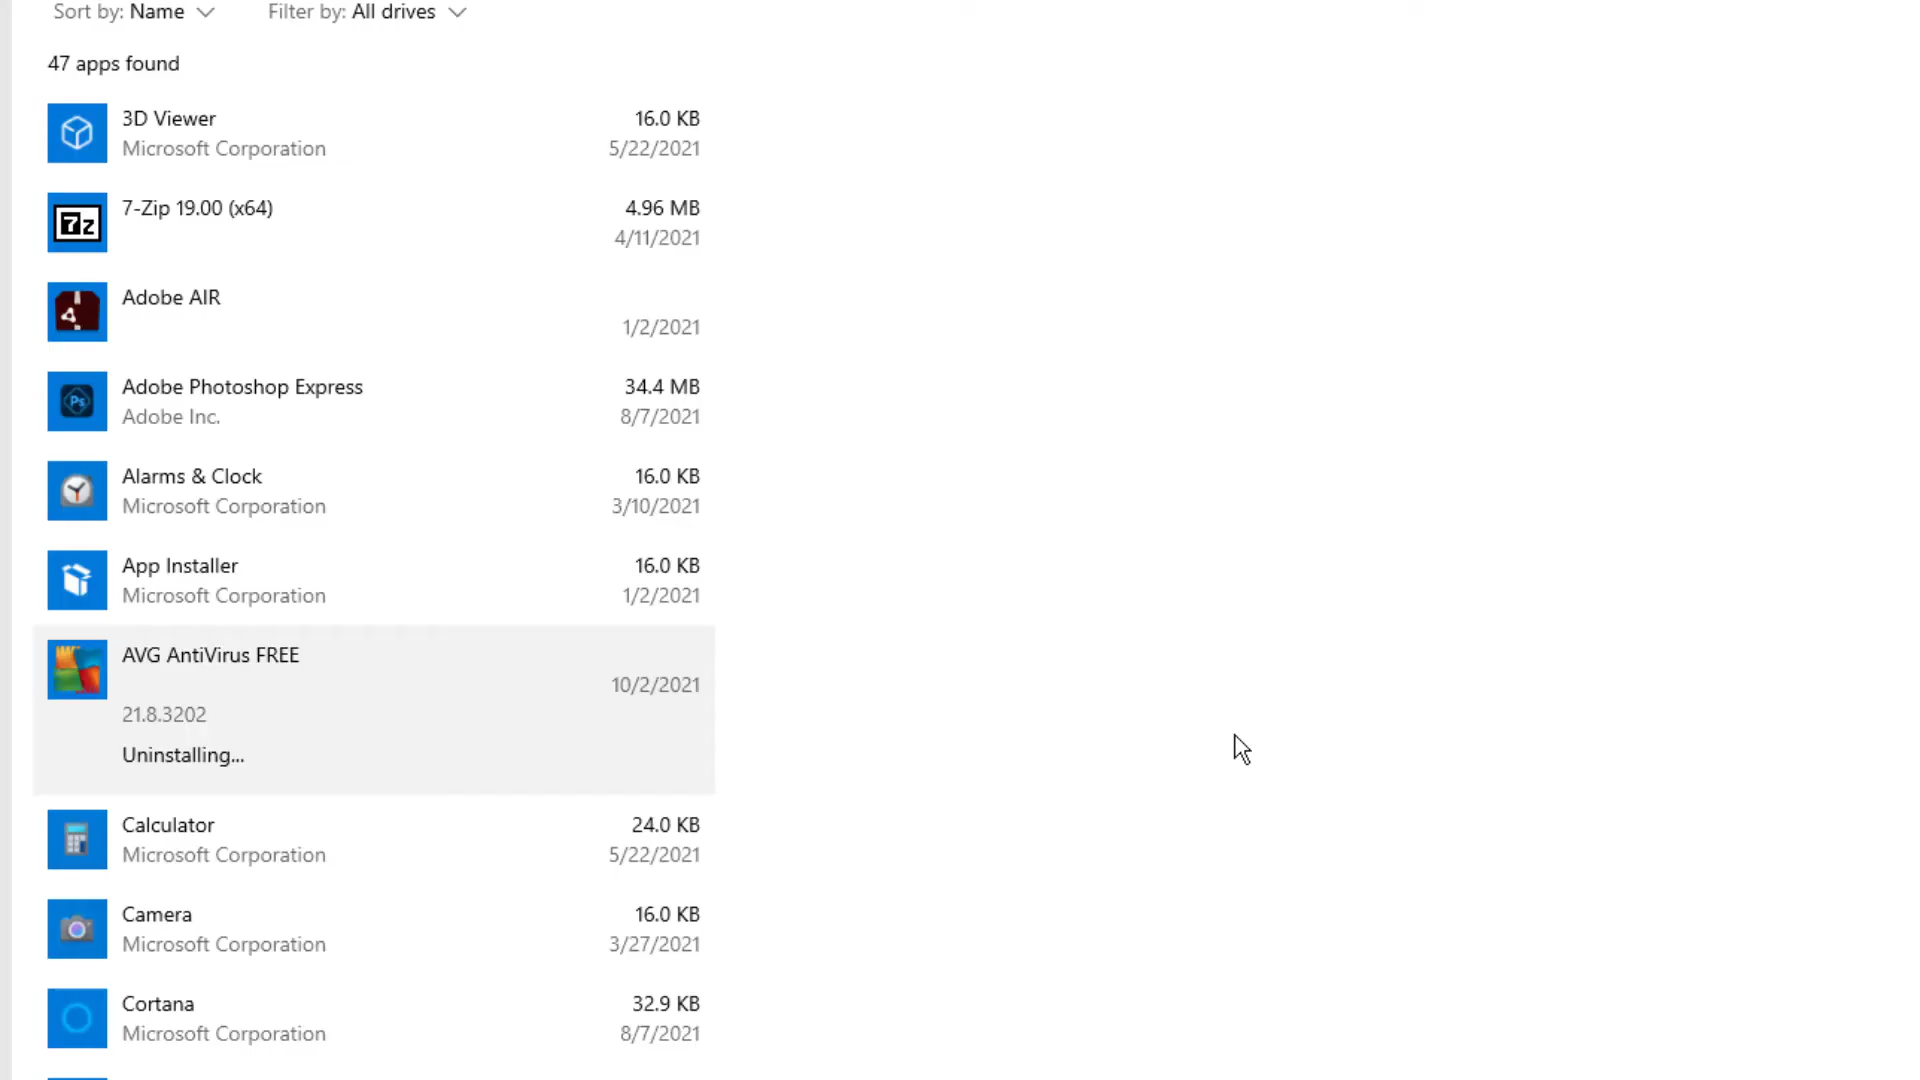 Sort by: Name Filter by: All drives
47 apps found
3D Viewer 16.0 KB
Microsoft Corporation 5/22/2021
7z
7-Zip 19.00 (x64) 4.96 MB
4/11/2021
Adobe AIR
1/2/2021
Ps
Adobe Photoshop Express 34.4 MB
Adobe Inc. 8/7/2021
Alarms & Clock 16.0 KB
Microsoft Corporation 3/10/2021
App Installer 16.0 KB
Microsoft Corporation 1/2/2021
AVG AntiVirus FREE
10/2/2021
21.8.3202
Uninstalling...
Calculator 24.0 KB
Microsoft Corporation 5/22/2021
Camera 16.0 KB
Microsoft Corporation 3/27/2021
Cortana 32.9 KB
Microsoft Corporation 8/7/2021